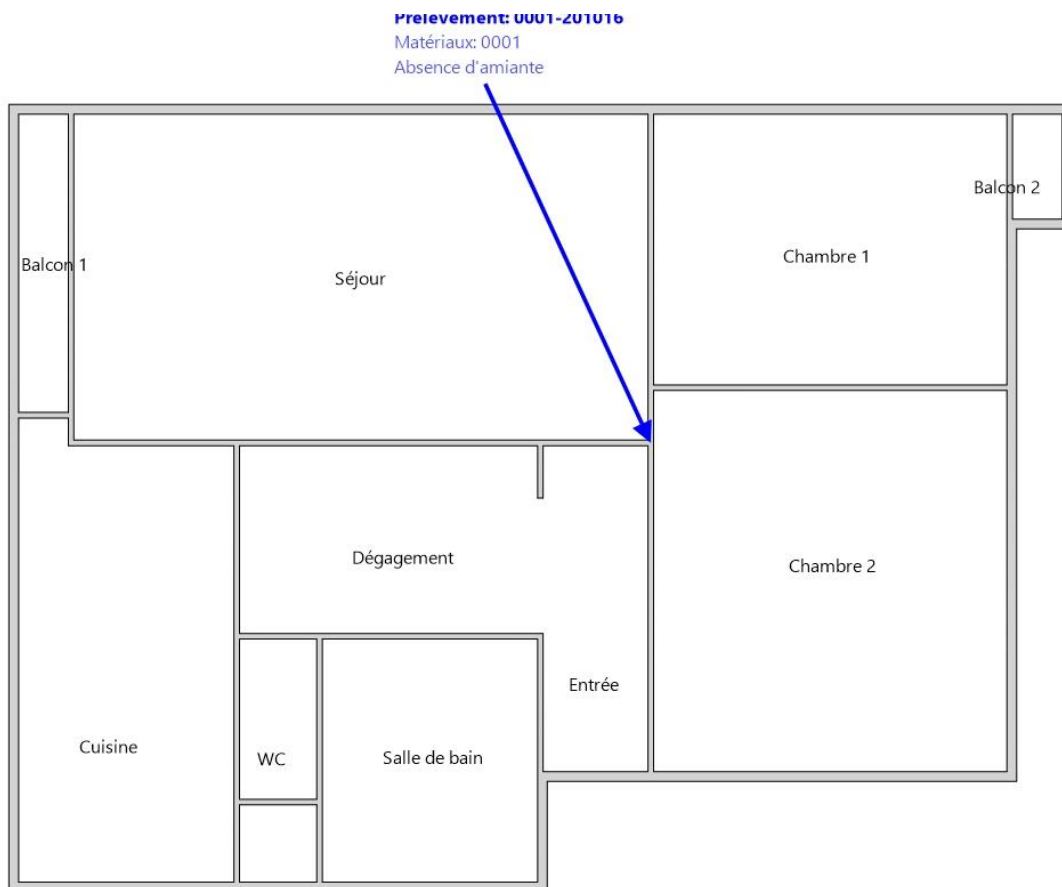 Prélèvement: 0001-201016
Matériaux: 0001
Absence d'amiante
Balcon 2
Chambre 1
Balcon 1
Séjour
Dégagement
Chambre 2
Entrée
Cuisine
WC
Salle de bain